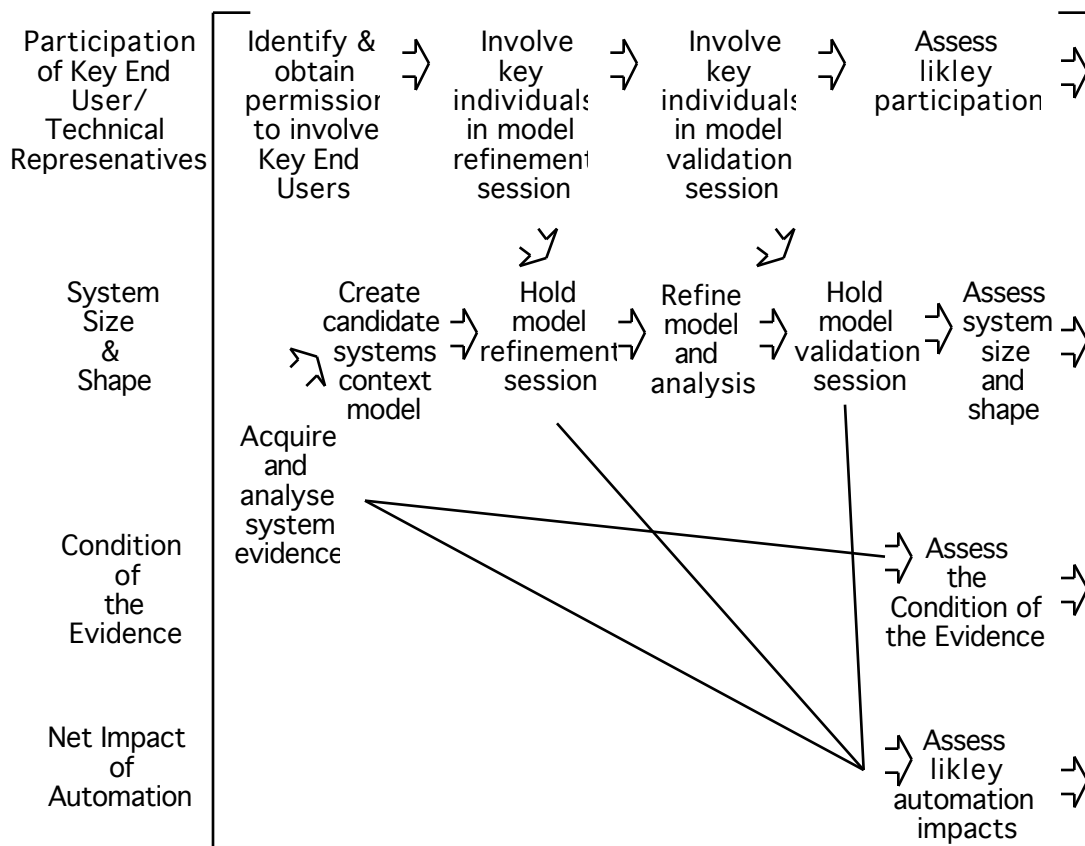 Participation
of Key End
User/
Technical
Represenatives
Identify &
obtain
permission
to involve
Key End
Users
Involve
key
individuals
in model
refinement
session
Involve
key
individuals
in model
validation
session
Assess
likley
participation
System
Size
&
Shape
Create
candidate
systems
context
model
Hold
model
refinement
session
Refine
model
and
analysis
Hold
model
validation
session
Assess
system
size
and
shape
Acquire
and
analyse
system
evidence
Condition
of
the
Evidence
Assess
the
Condition of
the Evidence
Net Impact
of
Automation
Assess
likley
automation
impacts